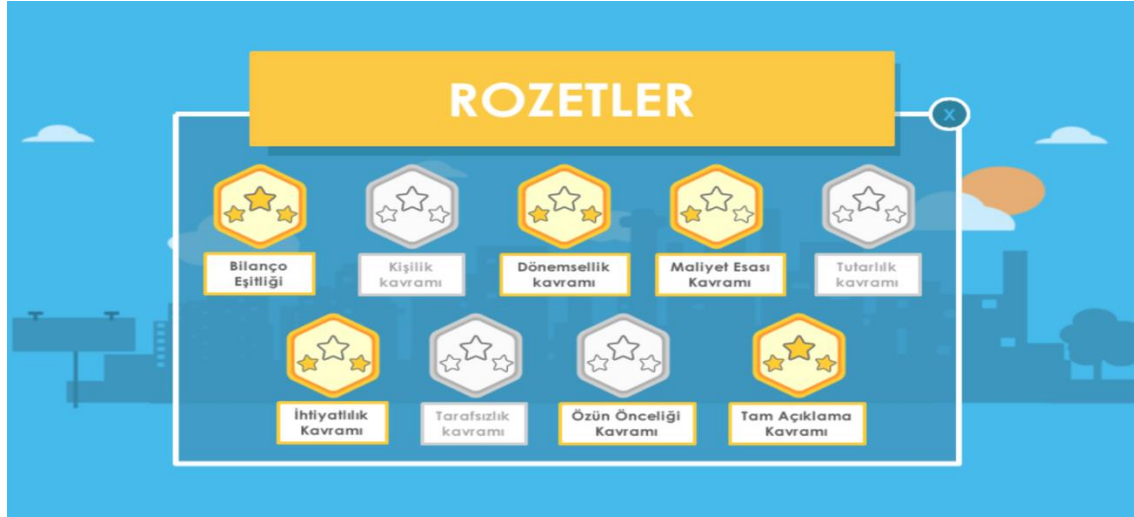 ROZETLER
X
Bilanço
Eşitliği
Kişilik
kavramı
Dönemsellik
kavramı
Maliyet Esası
Kavramı
Tutarlılk
kavramı
İhtiyatlılık
Kavramı
Tarafsızlık
kavramı
Özün Önceliği
Kavramı
Tam Açıklama
Kavramı